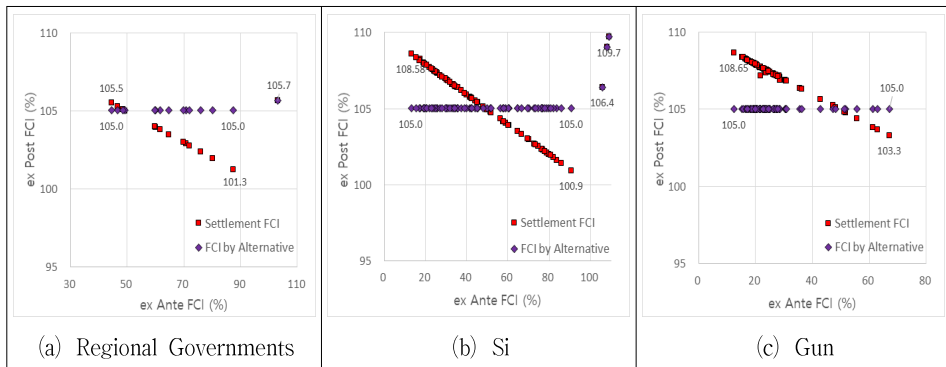 110
105
100
95
ex Post FCI (%)
105.5
105.0
105.0
105.7
101.3
Settlement FCI
FCI by Alternative
30 50 70 90 110
ex Ante FCI (%)
(a) Regional Governments
110
105
100
95
ex Post FCI (%)
108.58
105.0
105.0
109.7
106.4
100.9
Settlement FCI
FCI by Alternative
0 20 40 60 80 100
ex Ante FCI (%)
(b) Si
110
105
100
95
ex Post FCI (%)
108.65
105.0
105.0
103.3
Settlement FCI
FCI by Alternative
0 20 40 60 80
ex Ante FCI (%)
(c) Gun